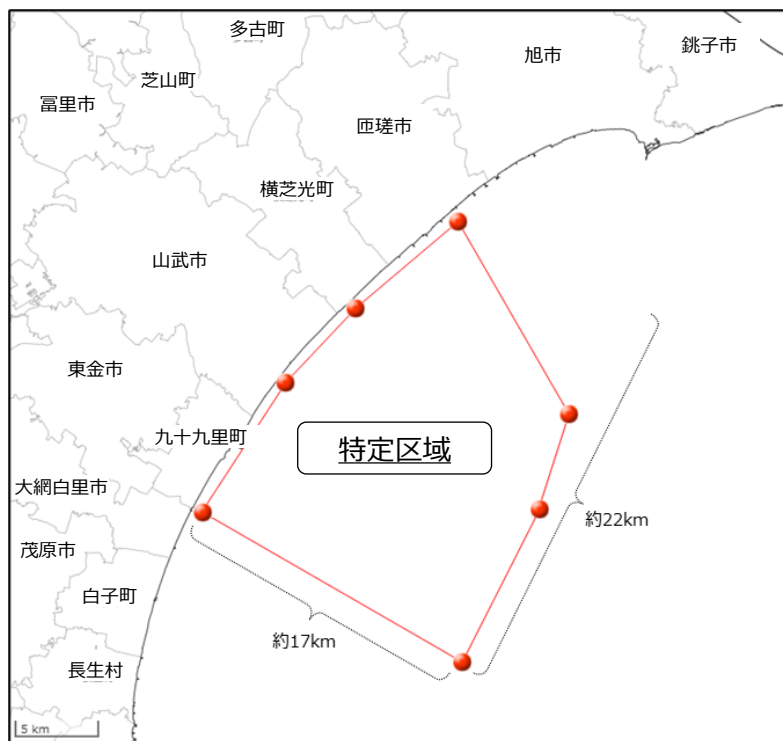 多古町
旭市
銚子市
芝山町
冨里市
匝瑳市
横芝光町
山武市
東金市
九十九里町
特定区域
大網白里市
約22km
茂原市
白子町
約17km
長生村
5 km